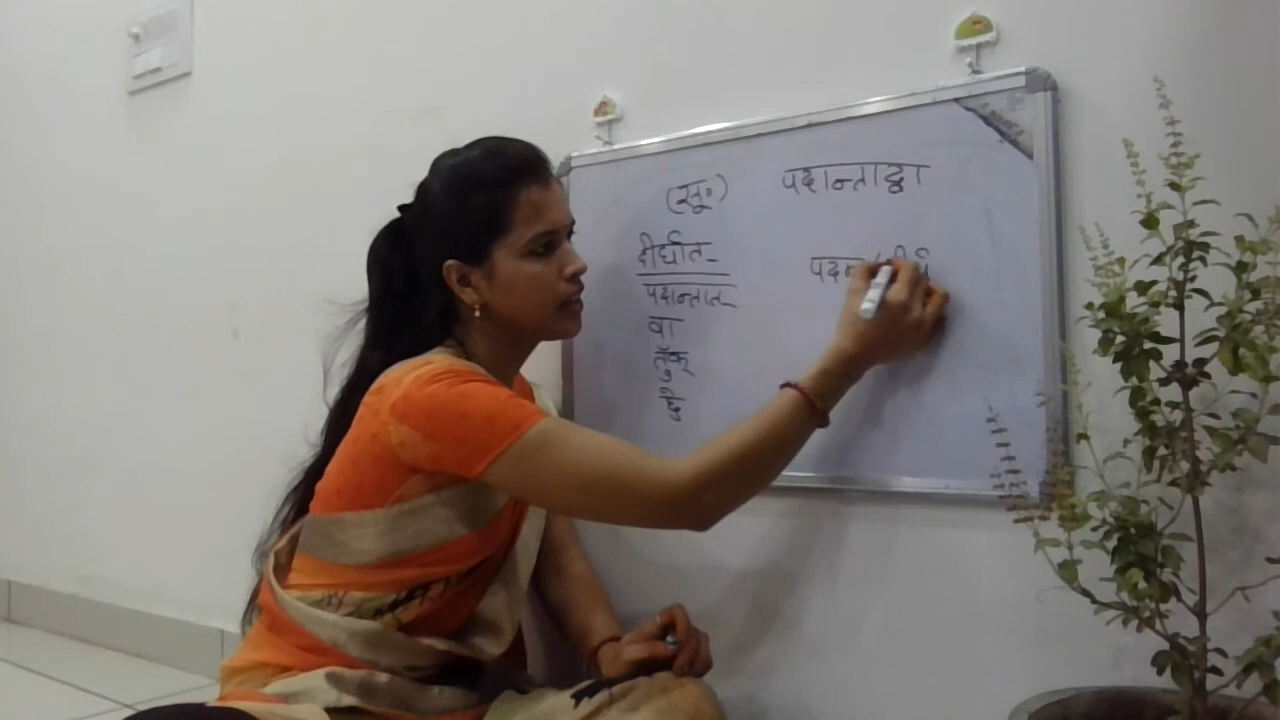 (सू०) पदान्ताद्वा
दीर्घात्
पदान्तात्
वा
तुँक्
छे